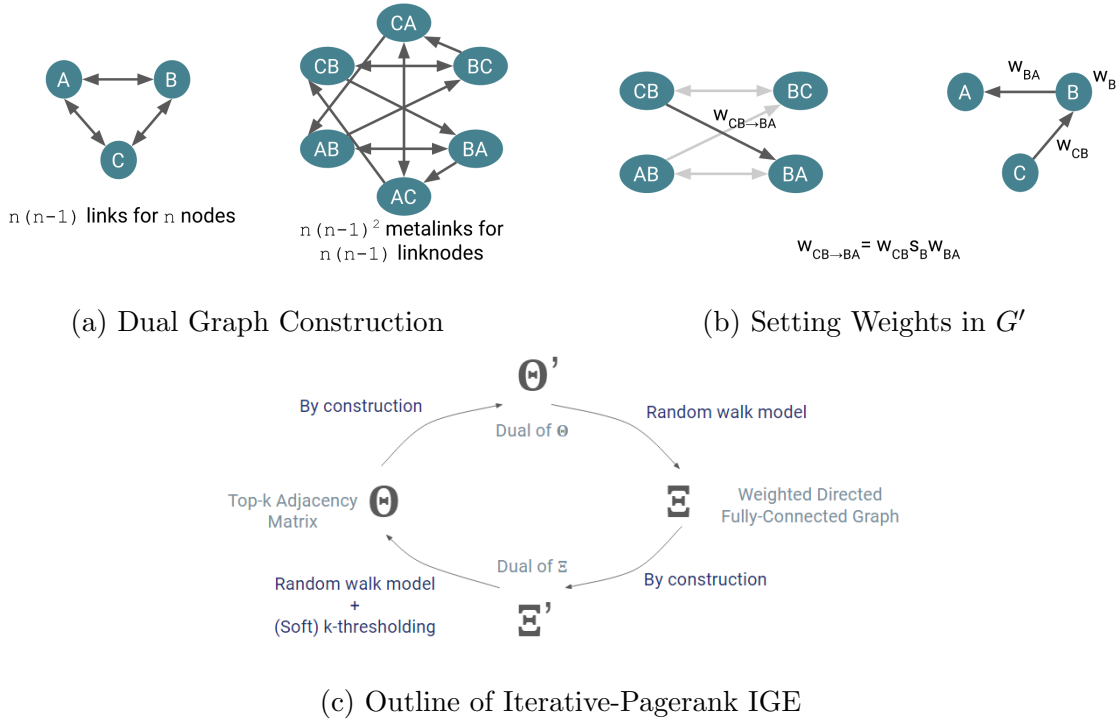 A
B
C
n(n-1) links for n nodes
CA
CB
BC
AB
BA
AC
n(n-1)² metalinks for
n(n-1) linknodes
(a) Dual Graph Construction
CB
BC
w_CB→BA
AB
BA
A
w_BA
B
w_B
w_CB
C
w_CB→BA = w_CB s_B w_BA
(b) Setting Weights in G′
Θ’
By construction
Random walk model
Dual of Θ
Top-k Adjacency
Matrix
Θ
Ξ
Weighted Directed
Fully-Connected Graph
Dual of Ξ
By construction
Random walk model
+
(Soft) k-thresholding
Ξ’
(c) Outline of Iterative-Pagerank IGE